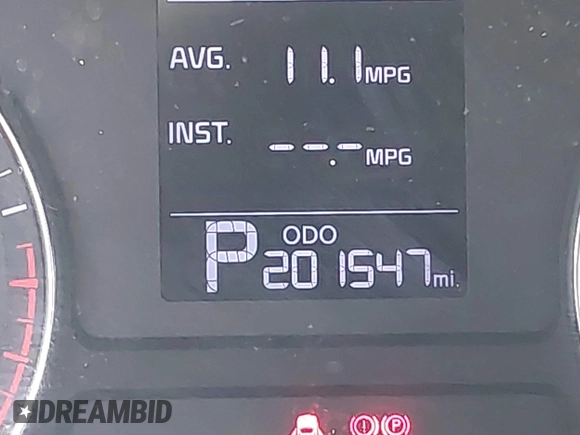 AVG. 11.1 MPG
INST. --.- MPG
ODO
P 201547 mi.
DREAMBID